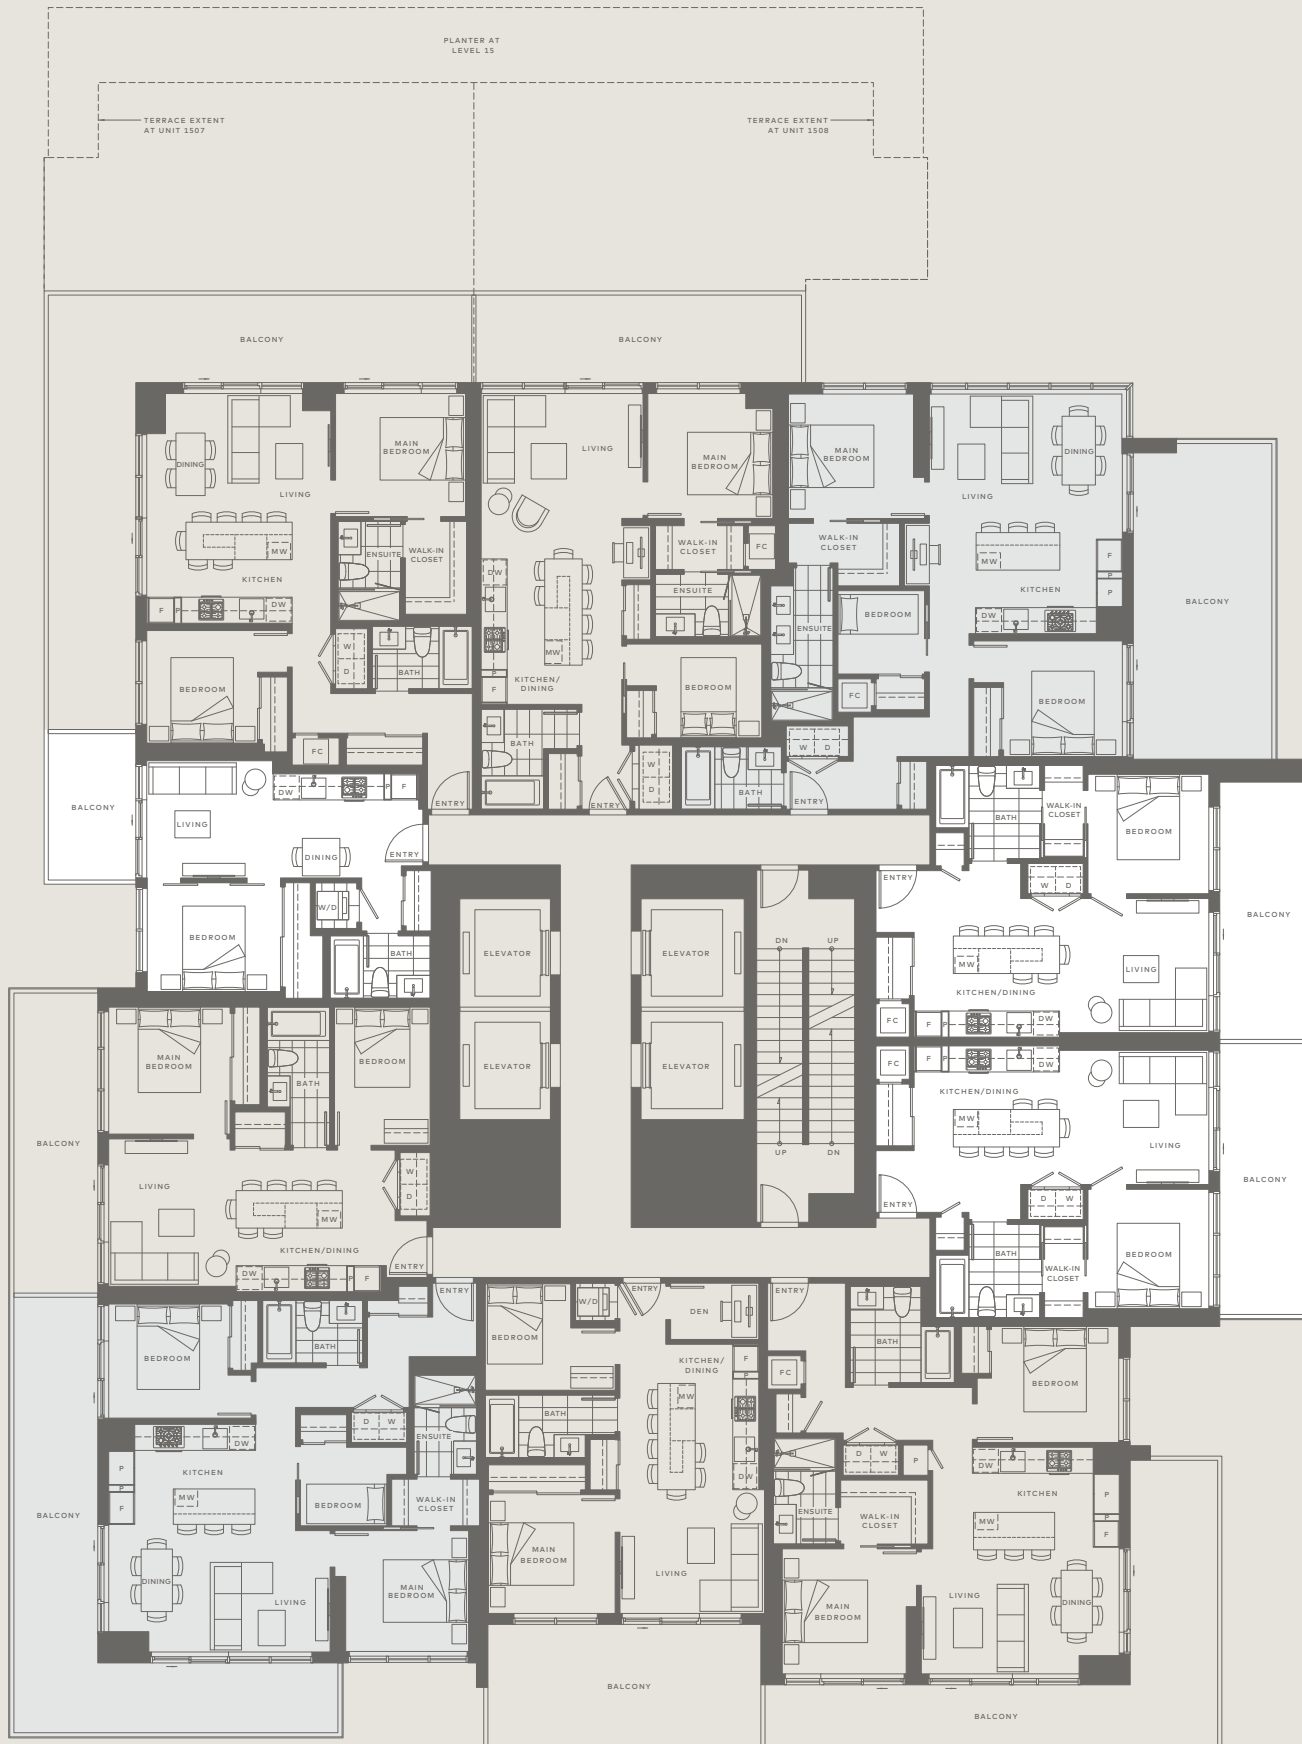 PLANTER AT
LEVEL 15
TERRACE EXTENT
AT UNIT 1507
TERRACE EXTENT
AT UNIT 1508
BALCONY
BALCONY
DINING
LIVING
MAIN
BEDROOM
MW
KITCHEN
F
P
DW
ENSUITE
WALK-IN
CLOSET
W
D
BATH
BEDROOM
FC
ENTRY
LIVING
MAIN
BEDROOM
DW
MW
P
F
KITCHEN/
DINING
WALK-IN
CLOSET
FC
ENSUITE
BEDROOM
BATH
W
D
ENTRY
MAIN
BEDROOM
LIVING
DINING
WALK-IN
CLOSET
MW
F
P
P
KITCHEN
DW
BEDROOM
ENSUITE
FC
BEDROOM
W
D
BATH
ENTRY
BALCONY
BALCONY
LIVING
DW
P
F
DINING
ENTRY
W/D
BEDROOM
BATH
ELEVATOR
ELEVATOR
ELEVATOR
ELEVATOR
DN
UP
UP
DN
BATH
WALK-IN
CLOSET
BEDROOM
W
D
ENTRY
MW
LIVING
KITCHEN/DINING
FC
F
P
DW
BALCONY
FC
F
P
DW
KITCHEN/DINING
MW
LIVING
ENTRY
D
W
BATH
WALK-IN
CLOSET
BEDROOM
BALCONY
BALCONY
MAIN
BEDROOM
BATH
BEDROOM
LIVING
W
D
MW
KITCHEN/DINING
DW
P
F
ENTRY
BALCONY
BEDROOM
BATH
ENTRY
D
W
DW
KITCHEN
P
P
F
MW
ENSUITE
BEDROOM
WALK-IN
CLOSET
DINING
LIVING
MAIN
BEDROOM
BEDROOM
W/D
ENTRY
DEN
KITCHEN/
DINING
F
P
MW
DW
BATH
MAIN
BEDROOM
LIVING
BALCONY
ENTRY
BATH
FC
BEDROOM
D
W
P
DW
KITCHEN
P
P
F
MW
ENSUITE
WALK-IN
CLOSET
LIVING
DINING
MAIN
BEDROOM
BALCONY